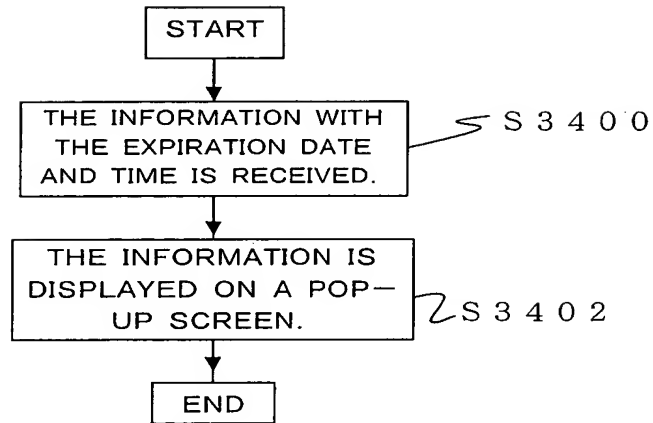 START
THE INFORMATION WITH
THE EXPIRATION DATE
AND TIME IS RECEIVED.
S3400
THE INFORMATION IS
DISPLAYED ON A POP-
UP SCREEN.
S3402
END